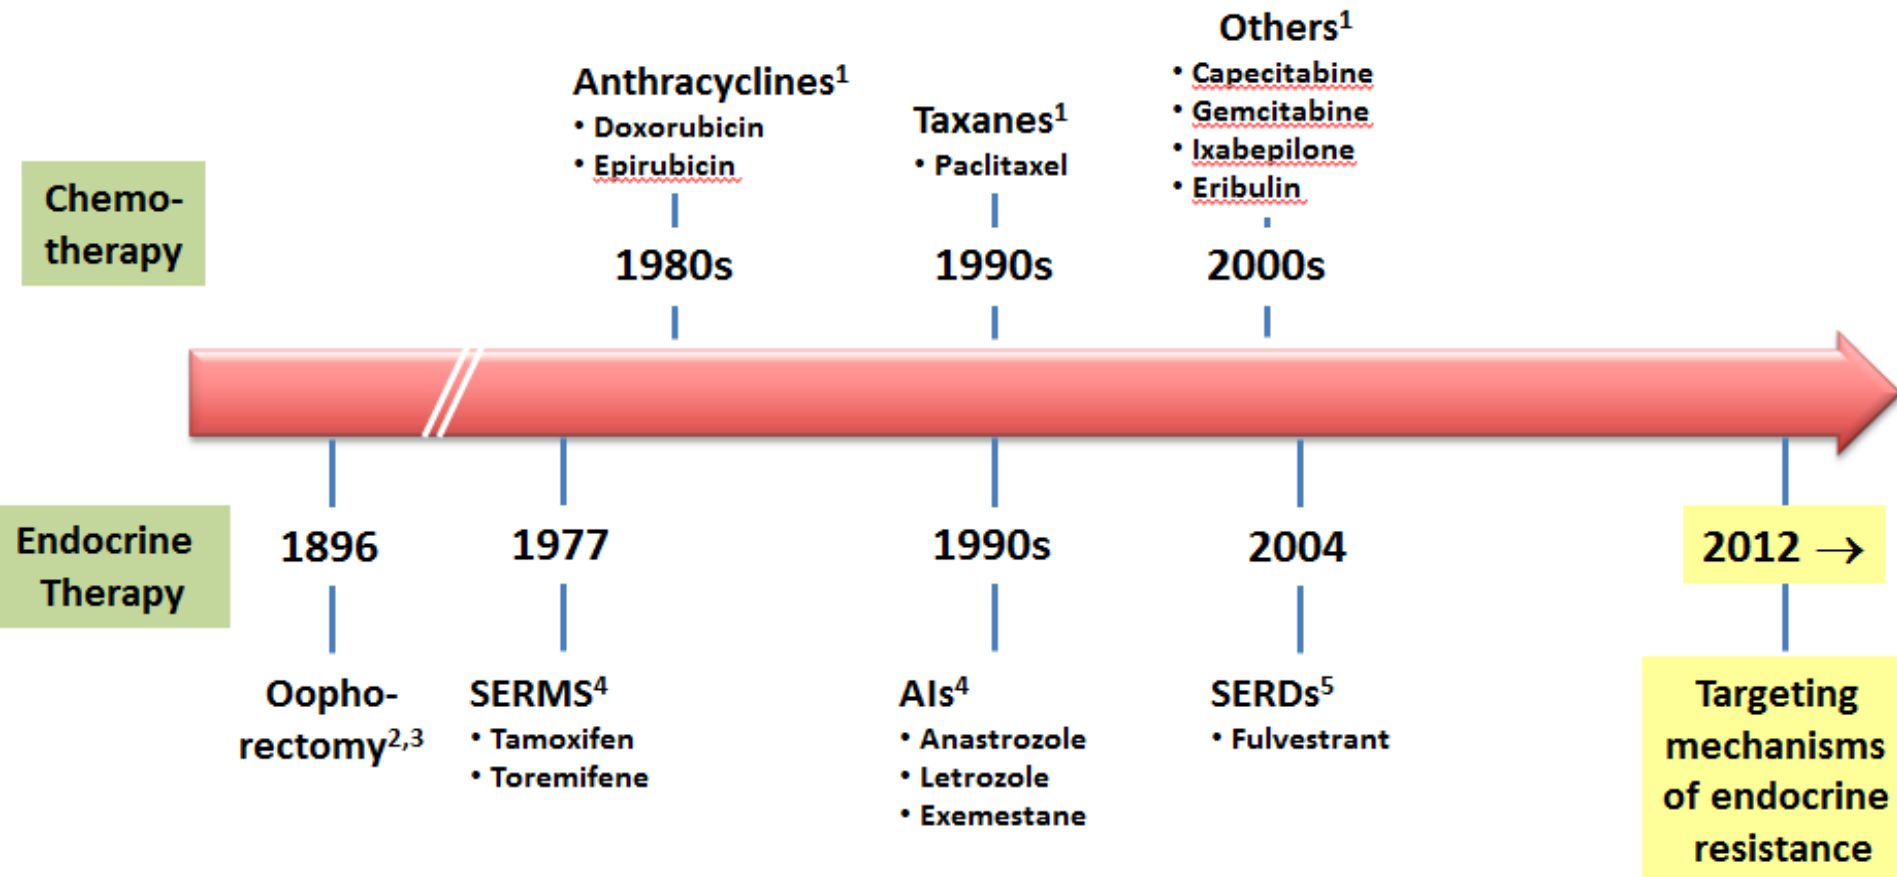 Others¹
• Capecitabine
• Gemcitabine
• Ixabepilone
• Eribulin
Anthracyclines¹
• Doxorubicin
• Epirubicin
Taxanes¹
• Paclitaxel
Chemo-
therapy
1980s
1990s
2000s
Endocrine
Therapy
1896
1977
1990s
2004
2012 →
Oopho-
rectomy²,³
SERMS⁴
• Tamoxifen
• Toremifene
AIs⁴
• Anastrozole
• Letrozole
• Exemestane
SERDs⁵
• Fulvestrant
Targeting
mechanisms
of endocrine
resistance